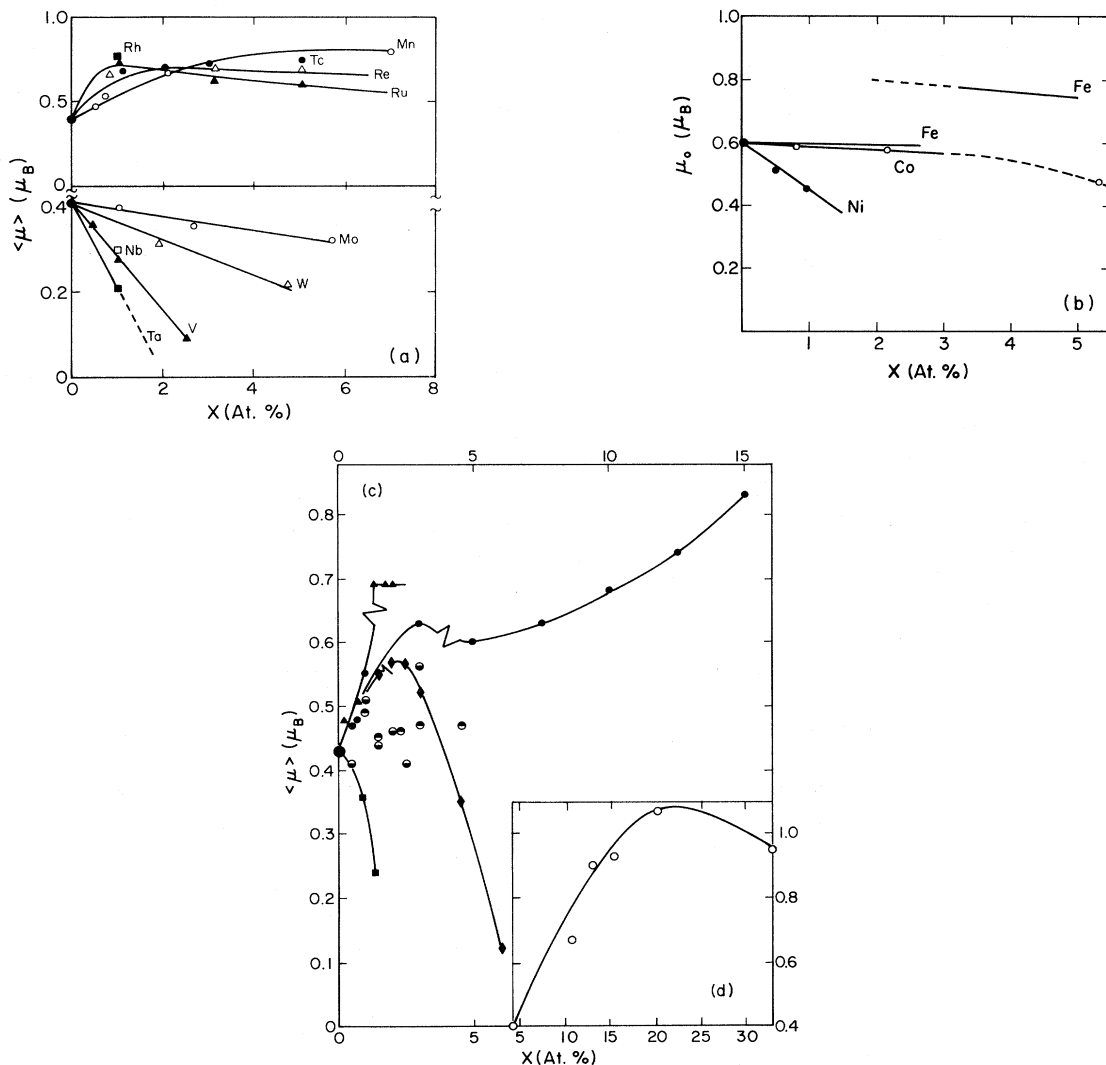 1.0
0.5
0
0.4
0.2
0
<μ> (μB)
Rh
Mn
Tc
Re
Ru
Mo
Nb
W
V
Ta
(a)
0 2 4 6 8
X (At. %)
1.0
0.8
0.6
0.4
0.2
μo (μB)
Fe
Fe
Co
Ni
(b)
1 2 3 4 5
X (At. %)
0 5 10 15
(c)
0.8
0.7
0.6
0.5
0.4
0.3
0.2
0.1
0
<μ> (μB)
1.0
0.8
0.6
0.4
(d)
0 5 5 10 15 20 25 30
X (At. %)